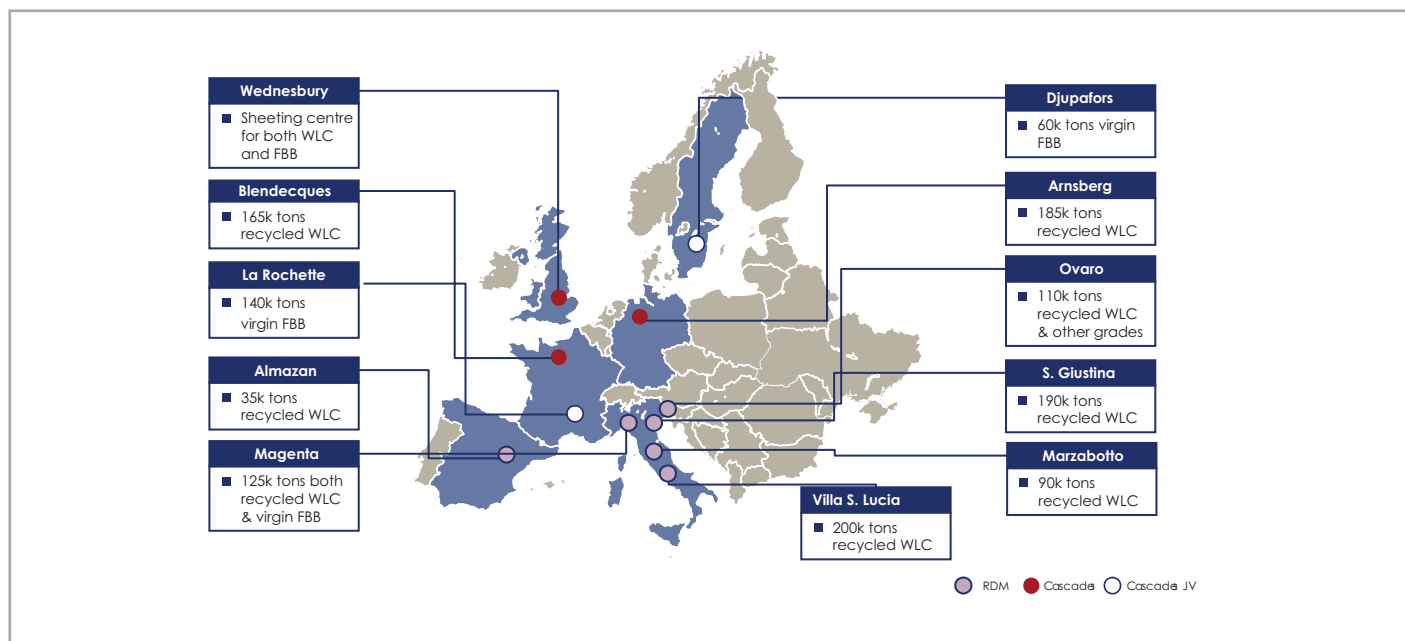 Wednesbury
Sheeting centre
for both WLC
and FBB
Blendecques
165k tons
recycled WLC
La Rochette
140k tons
virgin FBB
Almazan
35k tons
recycled WLC
Magenta
125k tons both
recycled WLC
& virgin FBB
Djupafors
60k tons virgin
FBB
Arnsberg
185k tons
recycled WLC
Ovaro
110k tons
recycled WLC
& other grades
S. Giustina
190k tons
recycled WLC
Marzabotto
90k tons
recycled WLC
Villa S. Lucia
200k tons
recycled WLC
RDM Cascades Cascades JV